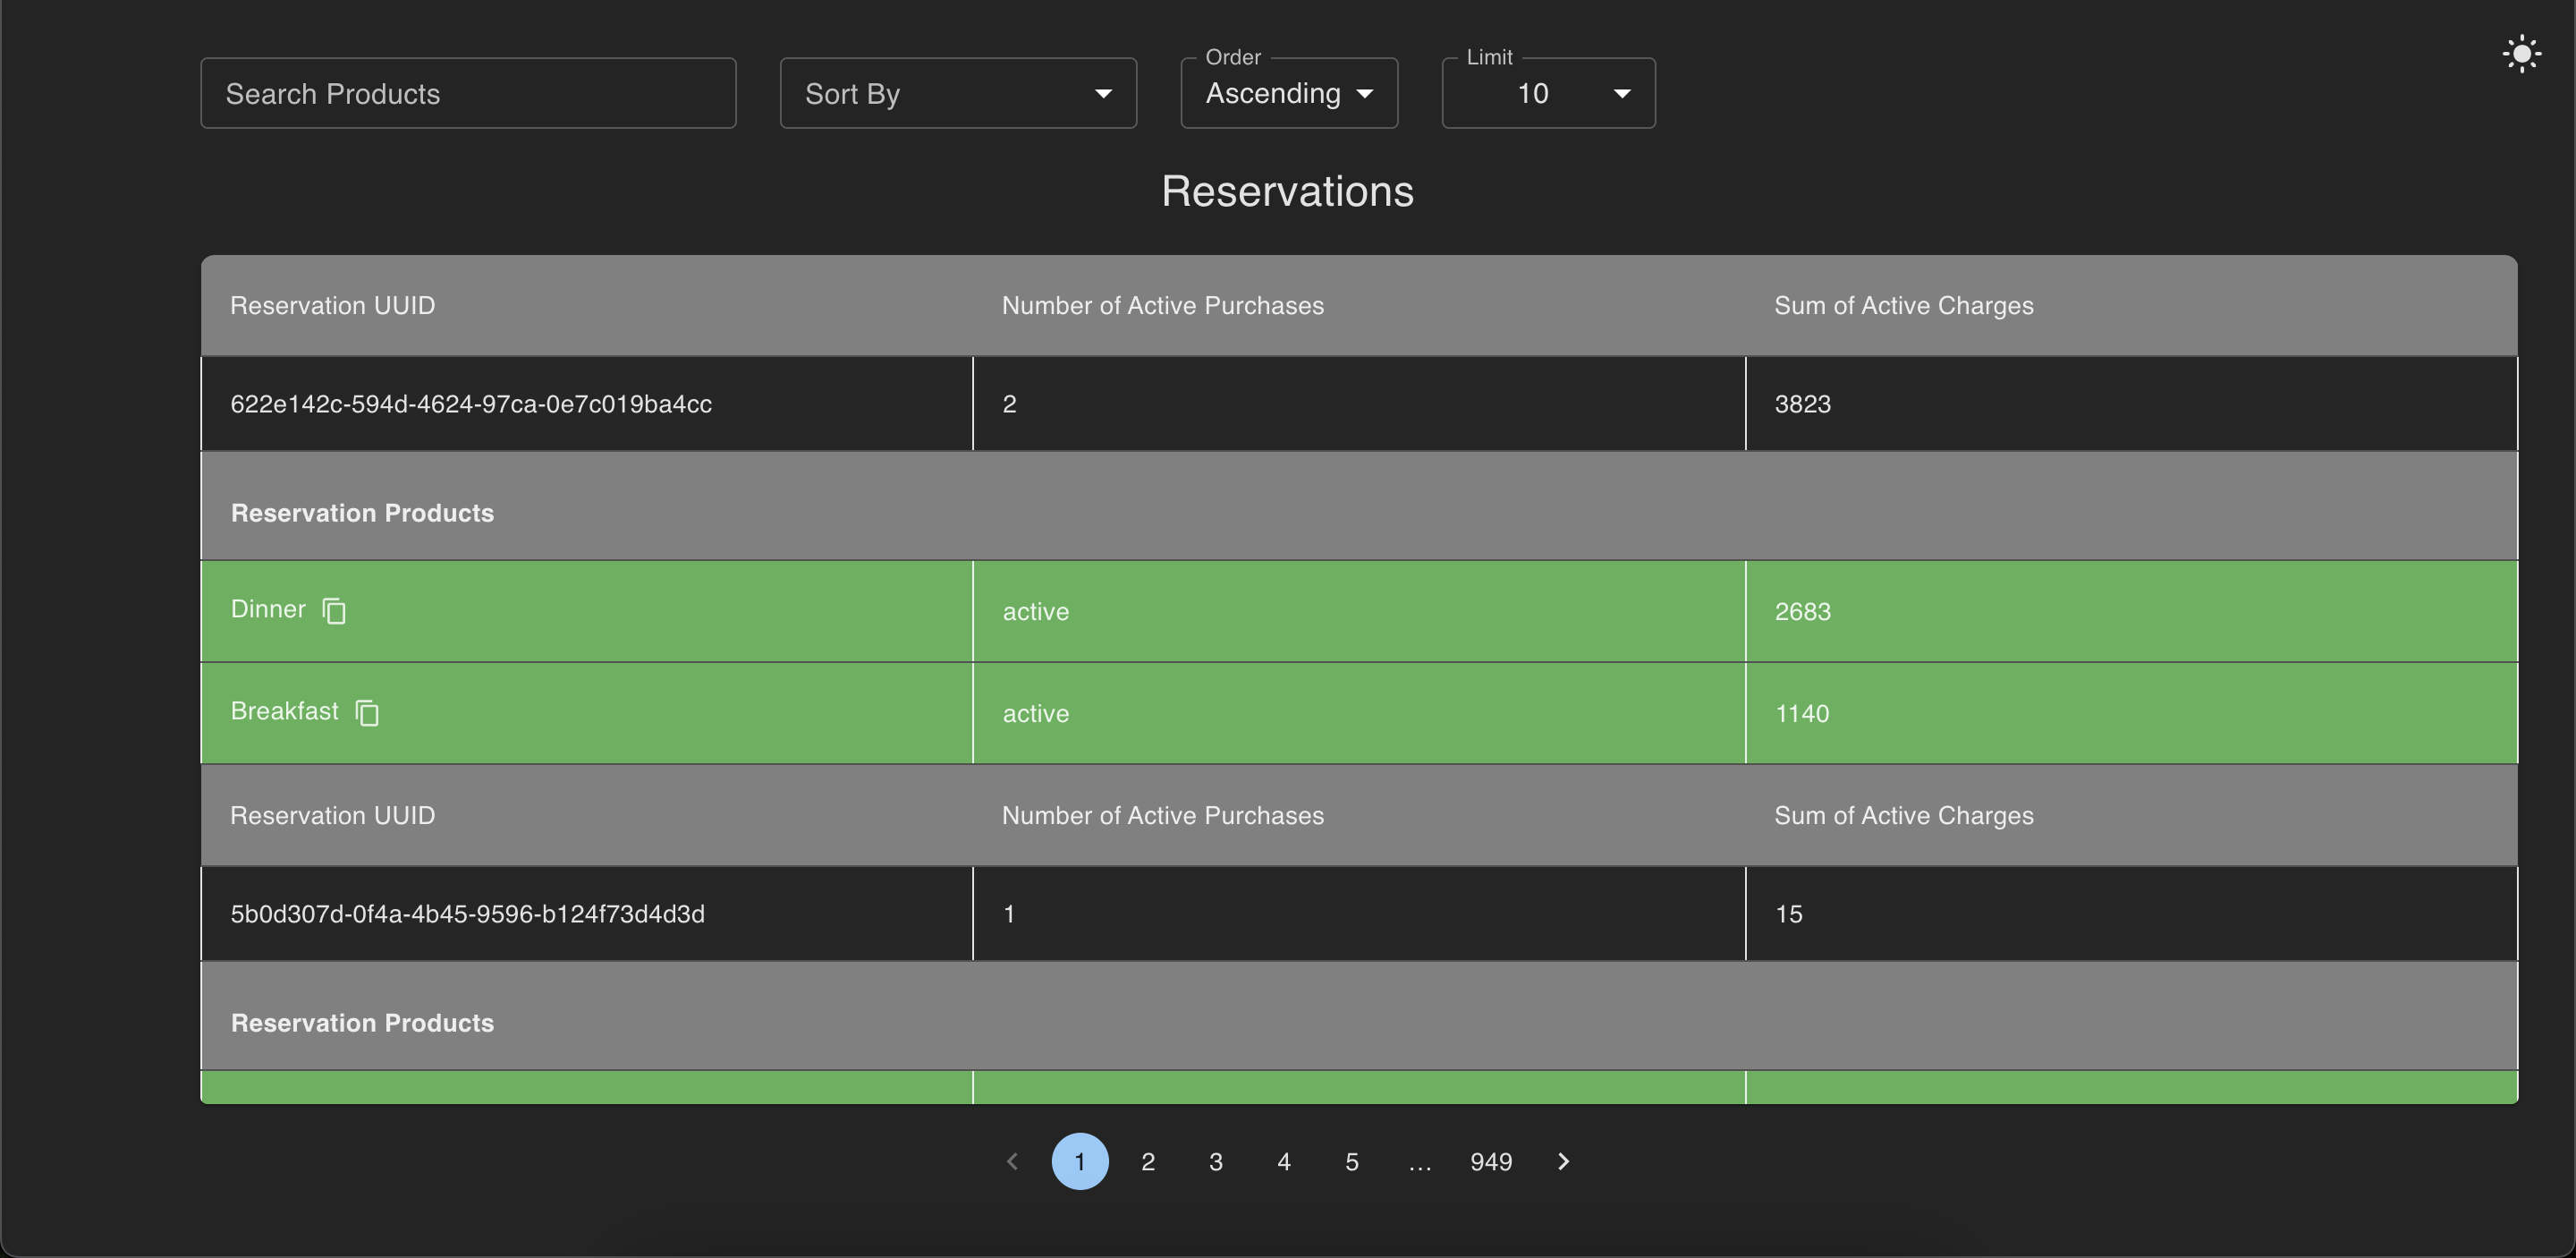 Search Products
Sort By
Order
Ascending
Limit
10
Reservations
Reservation UUID Number of Active Purchases Sum of Active Charges
622e142c-594d-4624-97ca-0e7c019ba4cc 2 3823
Reservation Products
Dinner active 2683
Breakfast active 1140
Reservation UUID Number of Active Purchases Sum of Active Charges
5b0d307d-0f4a-4b45-9596-b124f73d4d3d 1 15
Reservation Products
1 2 3 4 5 … 949